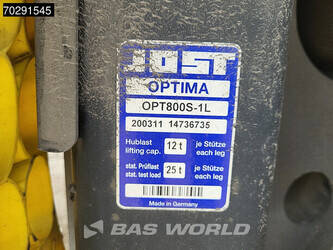 70291545
JOST
OPTIMA
OPT800S-1L
200311 14736735
Hublast 12 t je Stütze
lifting cap. each leg
stat. Prüflast 25 t je Stütze
stat. test load each leg
Made in Germany
BAS WORLD